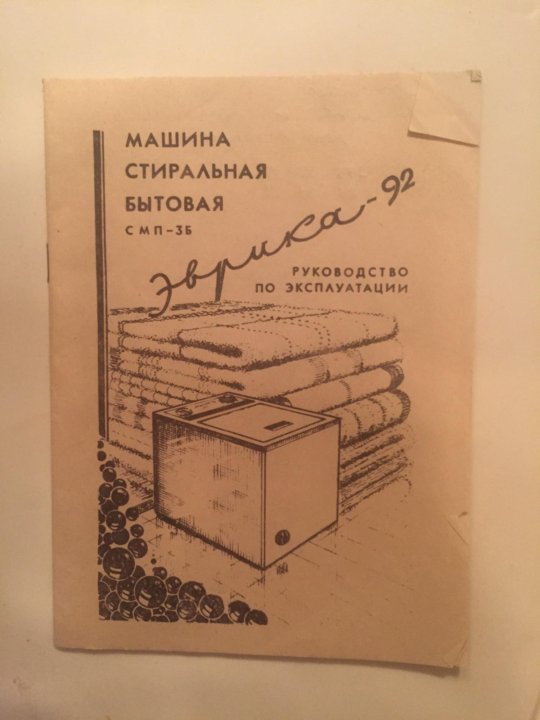 МАШИНА
СТИРАЛЬНАЯ
БЫТОВАЯ
СМП-3Б
Эврика-92
РУКОВОДСТВО
ПО ЭКСПЛУАТАЦИИ